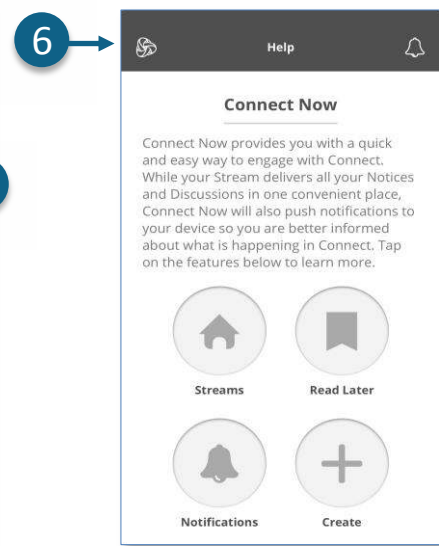 6
Help
Connect Now
Connect Now provides you with a quick
and easy way to engage with Connect.
While your Stream delivers all your Notices
and Discussions in one convenient place,
Connect Now will also push notifications to
your device so you are better informed
about what is happening in Connect. Tap
on the features below to learn more.
Streams Read Later
Notifications Create